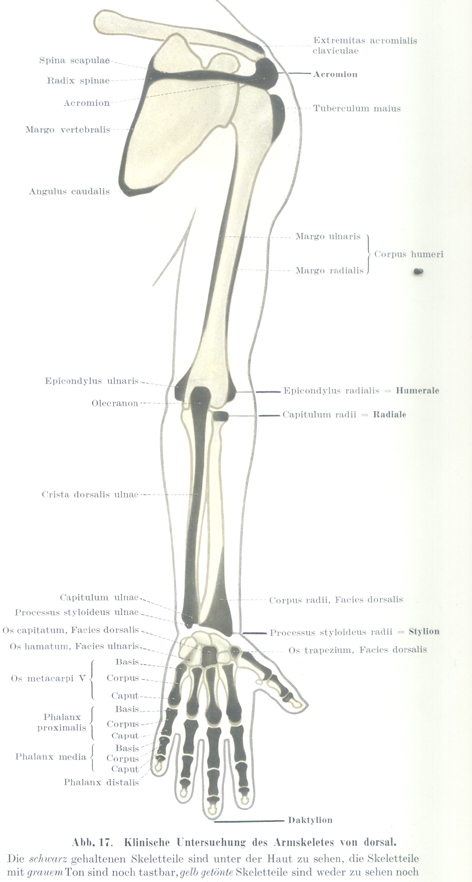 Extremitas acromialis
claviculae
Spina scapulae
Acromion
Radix spinae
Acromion
Tuberculum maius
Margo vertebralis
Angulus caudalis
Margo ulnaris
Corpus humeri
Margo radialis
Epicondylus ulnaris
Epicondylus radialis = Humerale
Olecranon
Capitulum radii = Radiale
Crista dorsalis ulnae
Capitulum ulnae
Corpus radii, Facies dorsalis
Processus styloideus ulnae
Os capitatum, Facies dorsalis
Processus styloideus radii = Stylion
Os hamatum, Facies ulnaris
Os trapezium, Facies dorsalis
Basis
Os metacarpi V
Corpus
Caput
Basis
Phalanx
proximalis
Corpus
Caput
Basis
Phalanx media
Corpus
Caput
Phalanx distalis
Daktylion
Abb. 17. Klinische Untersuchung des Armskeletes von dorsal.
Die schwarz gehaltenen Skeletteile sind unter der Haut zu sehen, die Skeletteile
mit grauem Ton sind noch tastbar, gelb getönte Skeletteile sind weder zu sehen noch